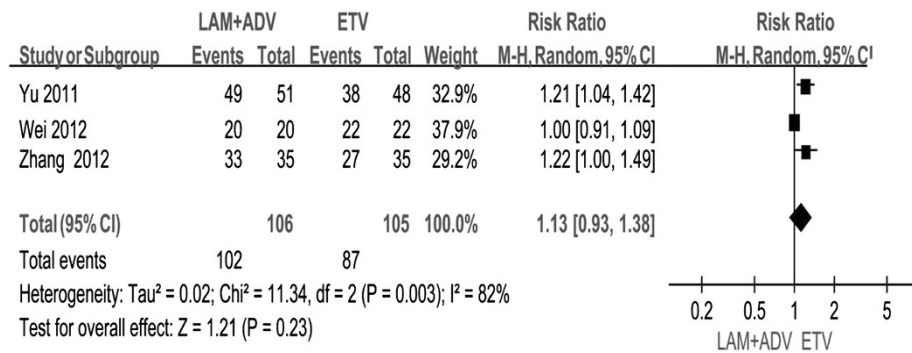 LAM+ADV ETV Risk Ratio Risk Ratio
Study or Subgroup Events Total Events Total Weight M-H, Random, 95% CI M-H, Random, 95% CI
Yu 2011 49 51 38 48 32.9% 1.21 [1.04, 1.42]
Wei 2012 20 20 22 22 37.9% 1.00 [0.91, 1.09]
Zhang 2012 33 35 27 35 29.2% 1.22 [1.00, 1.49]
Total (95% CI) 106 105 100.0% 1.13 [0.93, 1.38]
Total events 102 87
Heterogeneity: Tau² = 0.02; Chi² = 11.34, df = 2 (P = 0.003); I² = 82%
Test for overall effect: Z = 1.21 (P = 0.23)
0.2 0.5 1 2 5
LAM+ADV ETV